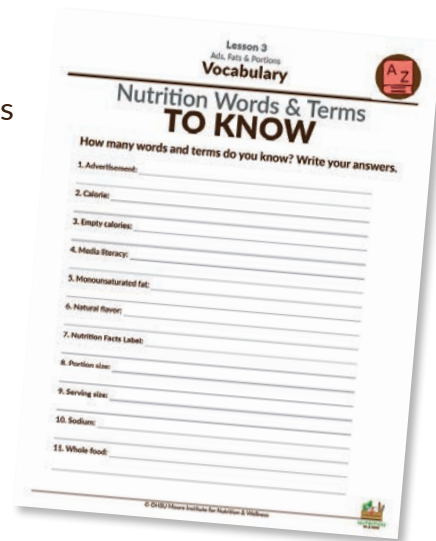 s
Lesson 3
Ads, Fats & Portions
Vocabulary
A Z
Nutrition Words & Terms
TO KNOW
How many words and terms do you know? Write your answers.
1. Advertisement:
2. Calorie:
3. Empty calories:
4. Media literacy:
5. Monounsaturated fat:
6. Natural flavor:
7. Nutrition Facts Label:
8. Portion size:
9. Serving size:
10. Sodium:
11. Whole food:
© OHSU Moore Institute for Nutrition & Wellness